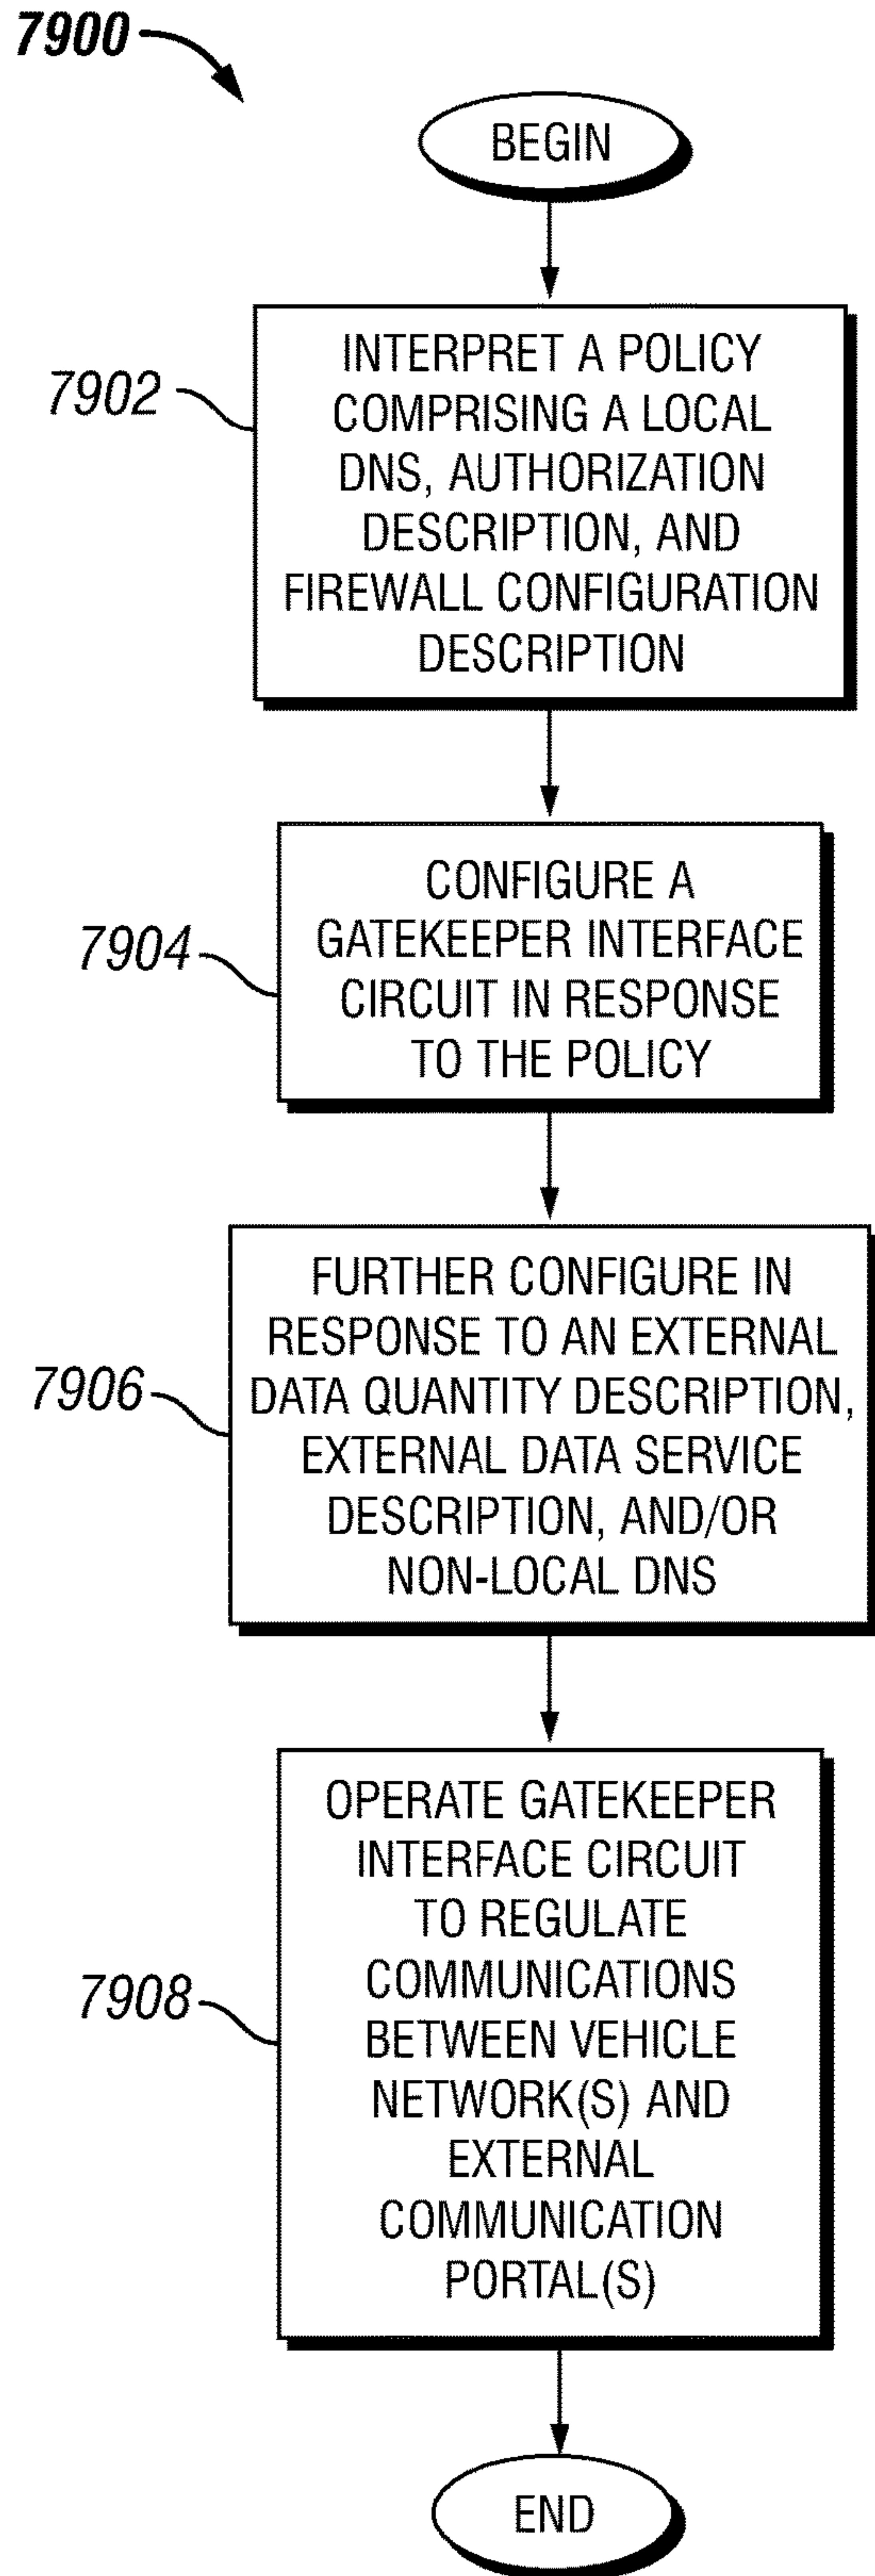 7900
BEGIN
7902
INTERPRET A POLICY
COMPRISING A LOCAL
DNS, AUTHORIZATION
DESCRIPTION, AND
FIREWALL CONFIGURATION
DESCRIPTION
7904
CONFIGURE A
GATEKEEPER INTERFACE
CIRCUIT IN RESPONSE
TO THE POLICY
7906
FURTHER CONFIGURE IN
RESPONSE TO AN EXTERNAL
DATA QUANTITY DESCRIPTION,
EXTERNAL DATA SERVICE
DESCRIPTION, AND/OR
NON-LOCAL DNS
7908
OPERATE GATEKEEPER
INTERFACE CIRCUIT
TO REGULATE
COMMUNICATIONS
BETWEEN VEHICLE
NETWORK(S) AND
EXTERNAL
COMMUNICATION
PORTAL(S)
END